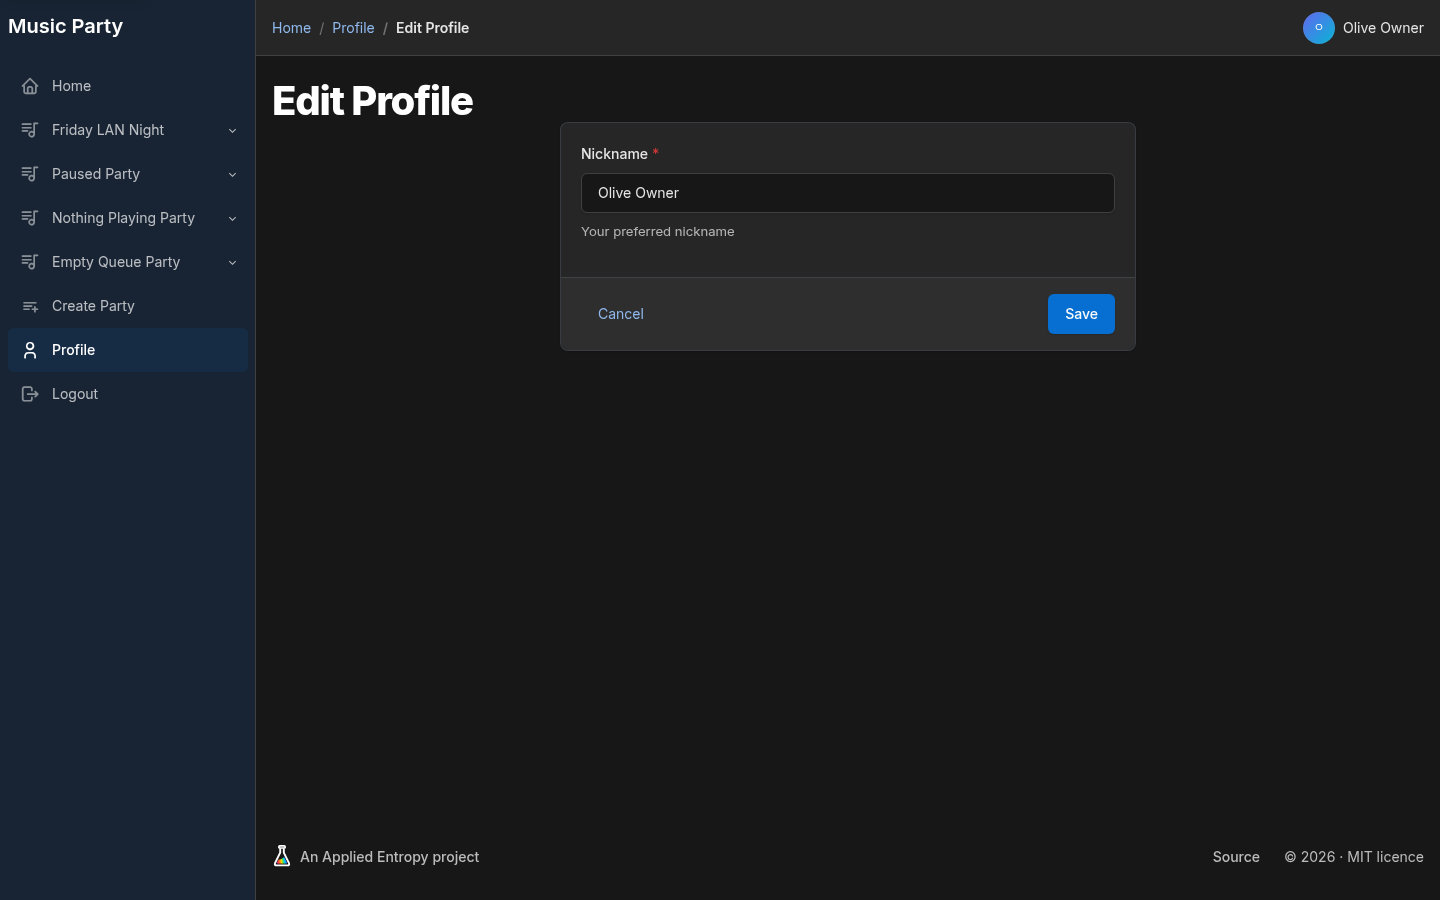 Music Party
Home
Friday LAN Night
Paused Party
Nothing Playing Party
Empty Queue Party
Create Party
Profile
Logout
Home / Profile / Edit Profile
O Olive Owner
Edit Profile
Nickname *
Olive Owner
Your preferred nickname
Cancel
Save
An Applied Entropy project
Source
© 2026 · MIT licence